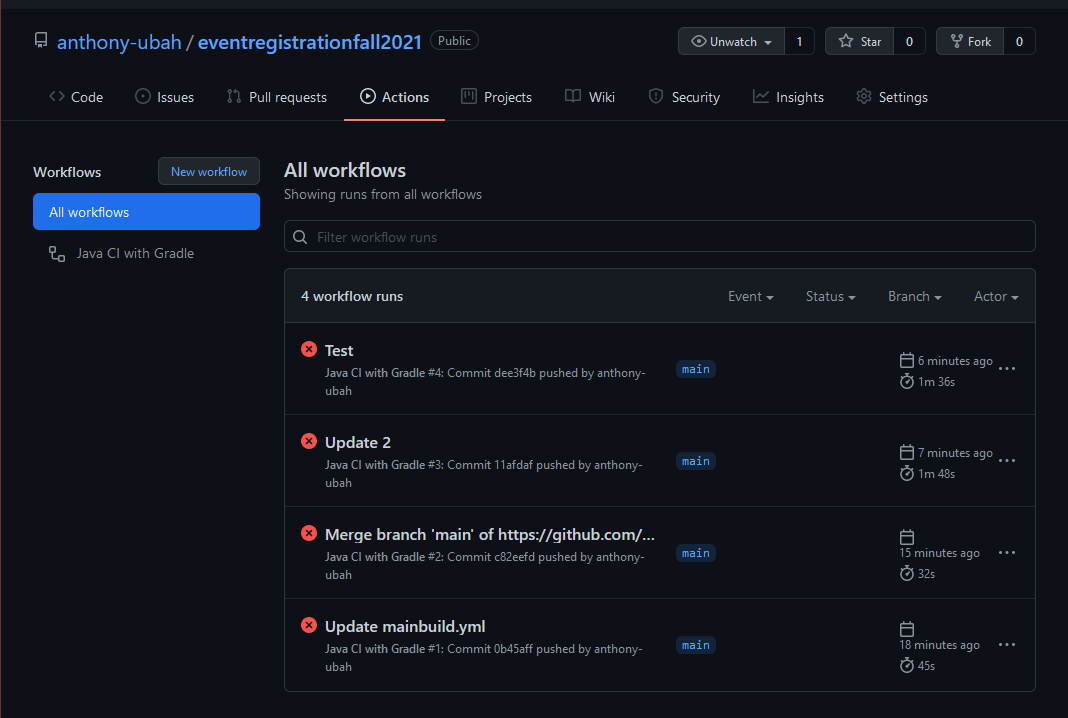 anthony-ubah / eventregistrationfall2021 Public
Unwatch 1 Star 0 Fork 0
Code Issues Pull requests Actions Projects Wiki Security Insights Settings
Workflows
New workflow
All workflows
Java CI with Gradle
All workflows
Showing runs from all workflows
Filter workflow runs
4 workflow runs Event Status Branch Actor
Test
Java CI with Gradle #4: Commit dee3f4b pushed by anthony-
ubah
main
6 minutes ago
1m 36s
Update 2
Java CI with Gradle #3: Commit 11afdaf pushed by anthony-
ubah
main
7 minutes ago
1m 48s
Merge branch 'main' of https://github.com/...
Java CI with Gradle #2: Commit c82eefd pushed by anthony-
ubah
main
15 minutes ago
32s
Update mainbuild.yml
Java CI with Gradle #1: Commit 0b45aff pushed by anthony-
ubah
main
18 minutes ago
45s